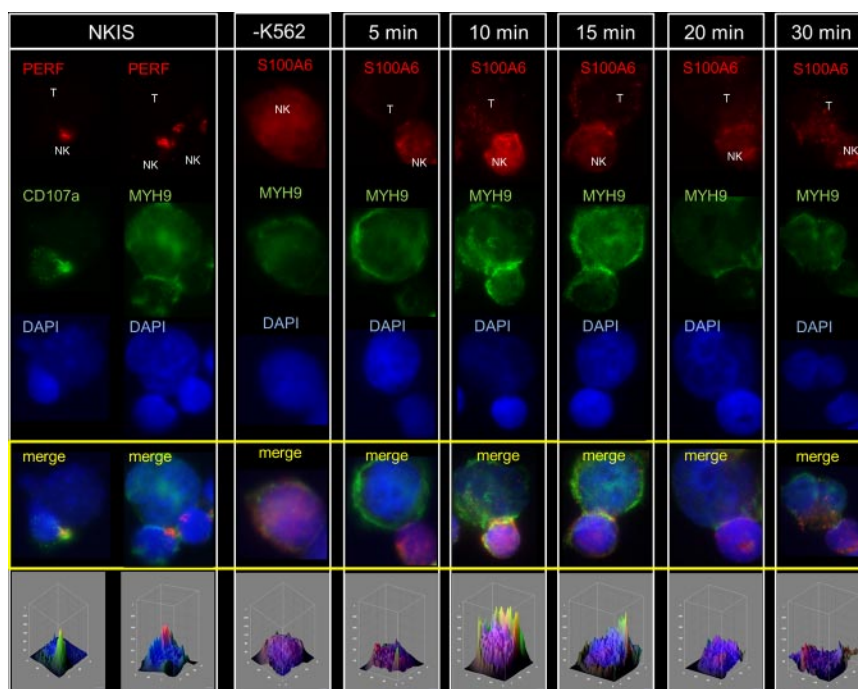 NKIS -K562 5 min 10 min 15 min 20 min 30 min
PERF PERF S100A6 S100A6 S100A6 S100A6 S100A6 S100A6
T T NK T T T T T
NK NK NK NK NK NK NK NK
CD107a MYH9 MYH9 MYH9 MYH9 MYH9 MYH9 MYH9
DAPI DAPI DAPI DAPI DAPI DAPI DAPI DAPI
merge merge merge merge merge merge merge merge